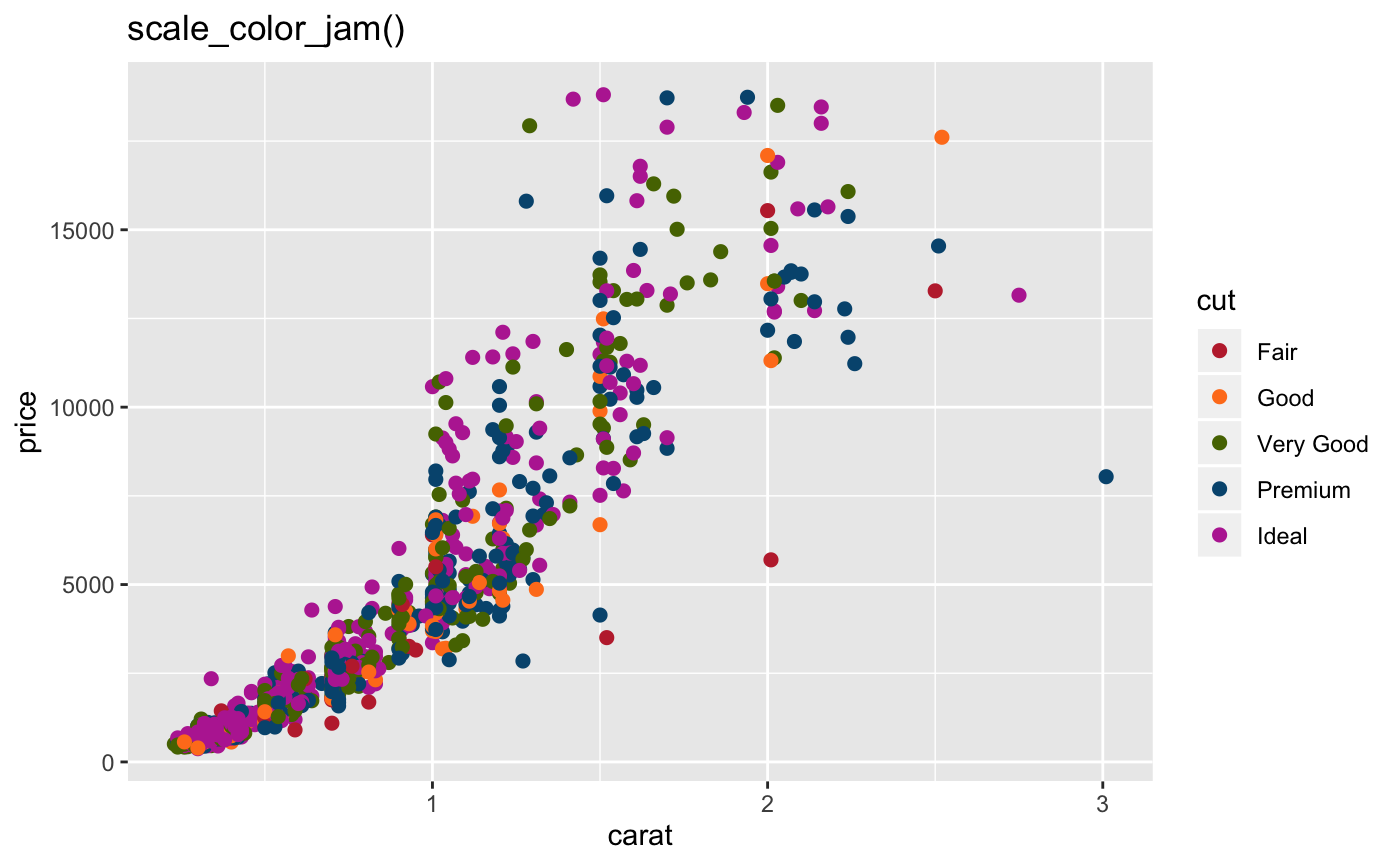 scale_color_jam()
price
15000
10000
5000
0
1
2
3
carat
cut
Fair
Good
Very Good
Premium
Ideal